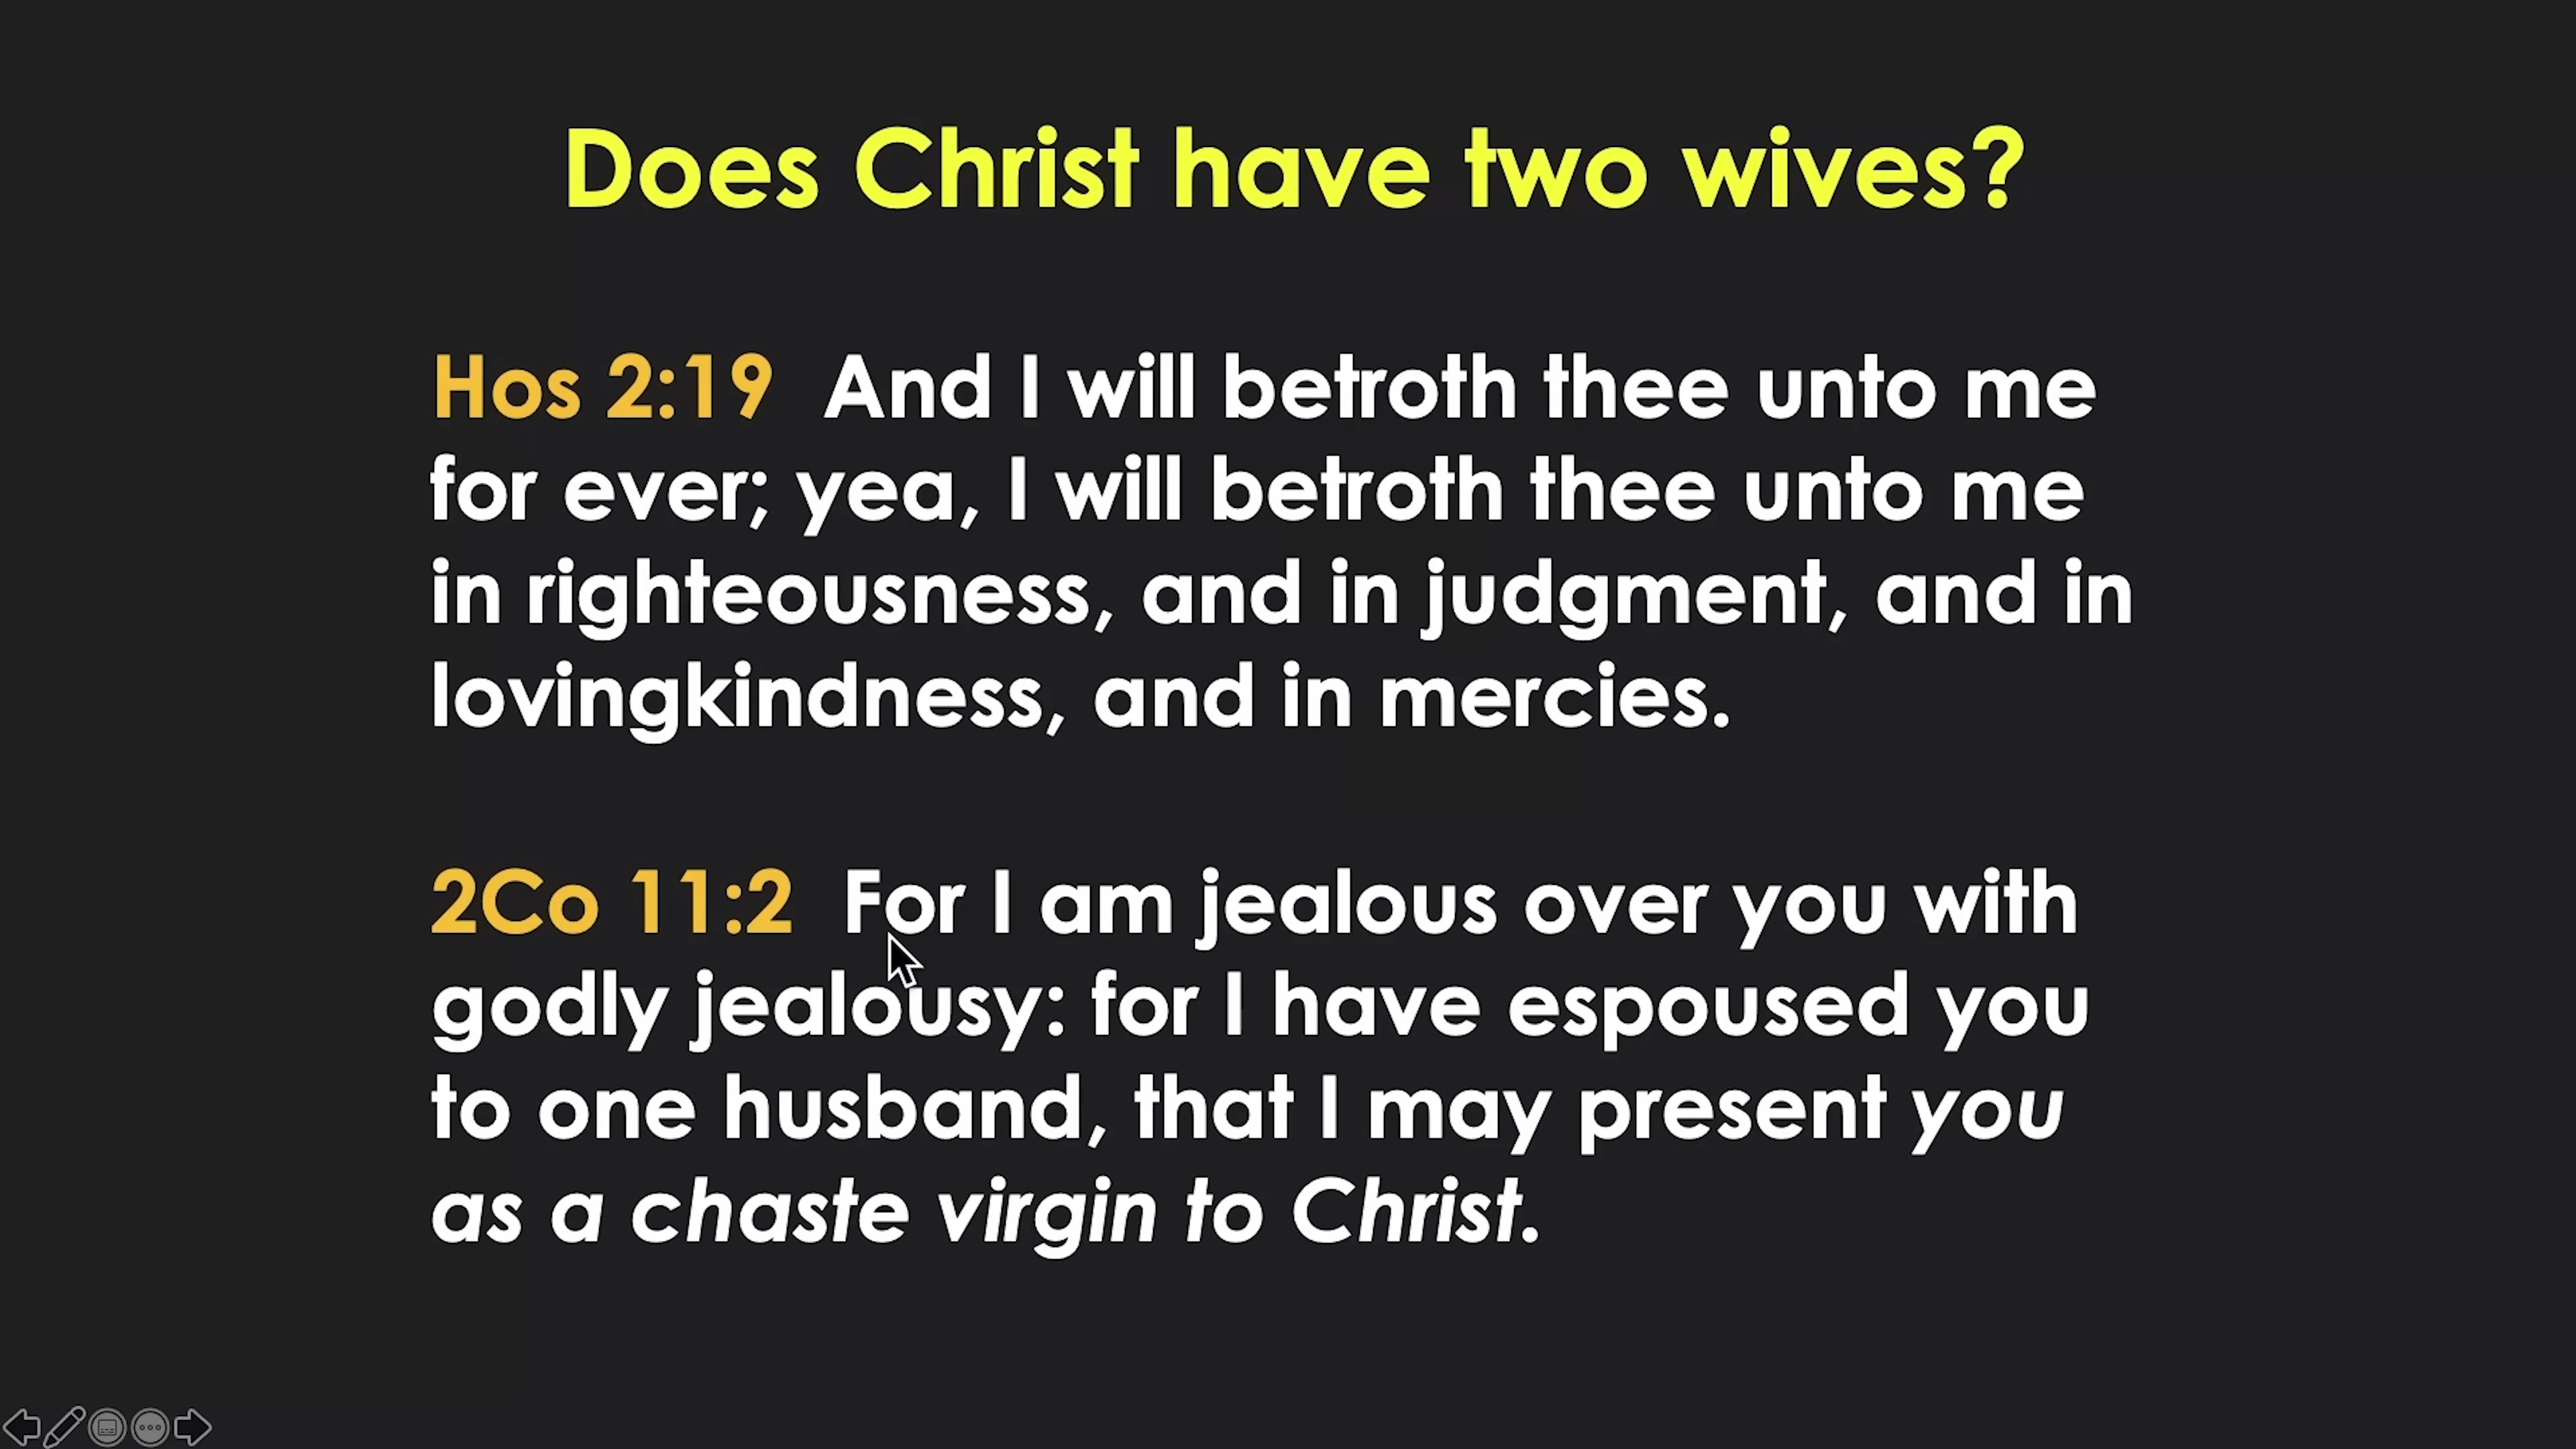 Does Christ have two wives?
Hos 2:19 And I will betroth thee unto me
for ever; yea, I will betroth thee unto me
in righteousness, and in judgment, and in
lovingkindness, and in mercies.
2Co 11:2 For I am jealous over you with
godly jealousy: for I have espoused you
to one husband, that I may present you
as a chaste virgin to Christ.